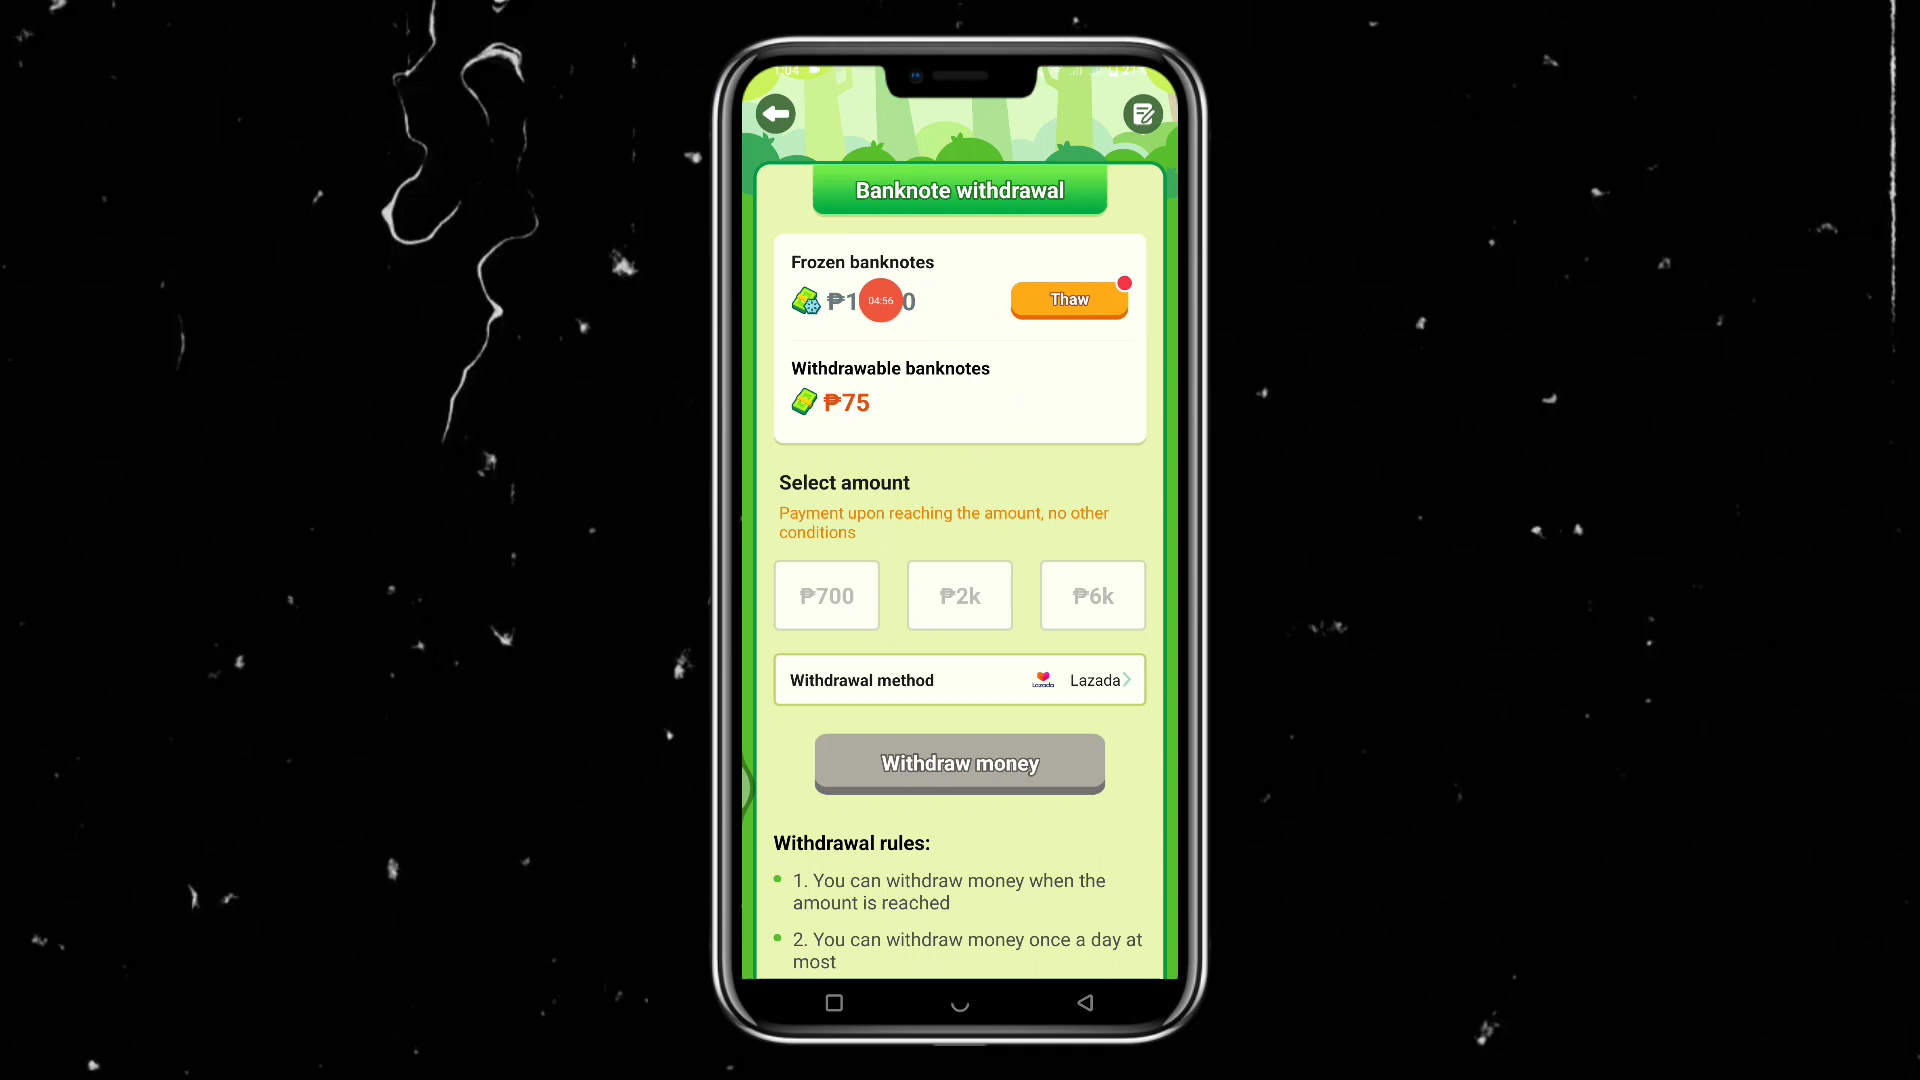 1:04
Banknote withdrawal
Frozen banknotes
04:56
Thaw
Withdrawable banknotes
₱75
Select amount
Payment upon reaching the amount, no other
conditions
₱700 ₱2k ₱6k
Withdrawal method Lazada Lazada
Withdraw money
Withdrawal rules:
1. You can withdraw money when the
amount is reached
2. You can withdraw money once a day at
most